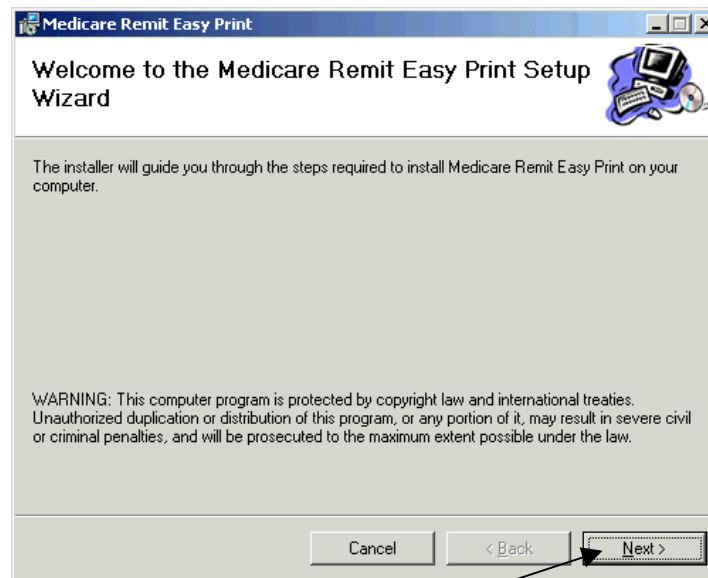 Medicare Remit Easy Print
Welcome to the Medicare Remit Easy Print Setup
Wizard
The installer will guide you through the steps required to install Medicare Remit Easy Print on your
computer.
WARNING: This computer program is protected by copyright law and international treaties.
Unauthorized duplication or distribution of this program, or any portion of it, may result in severe civil
or criminal penalties, and will be prosecuted to the maximum extent possible under the law.
Cancel < Back Next >